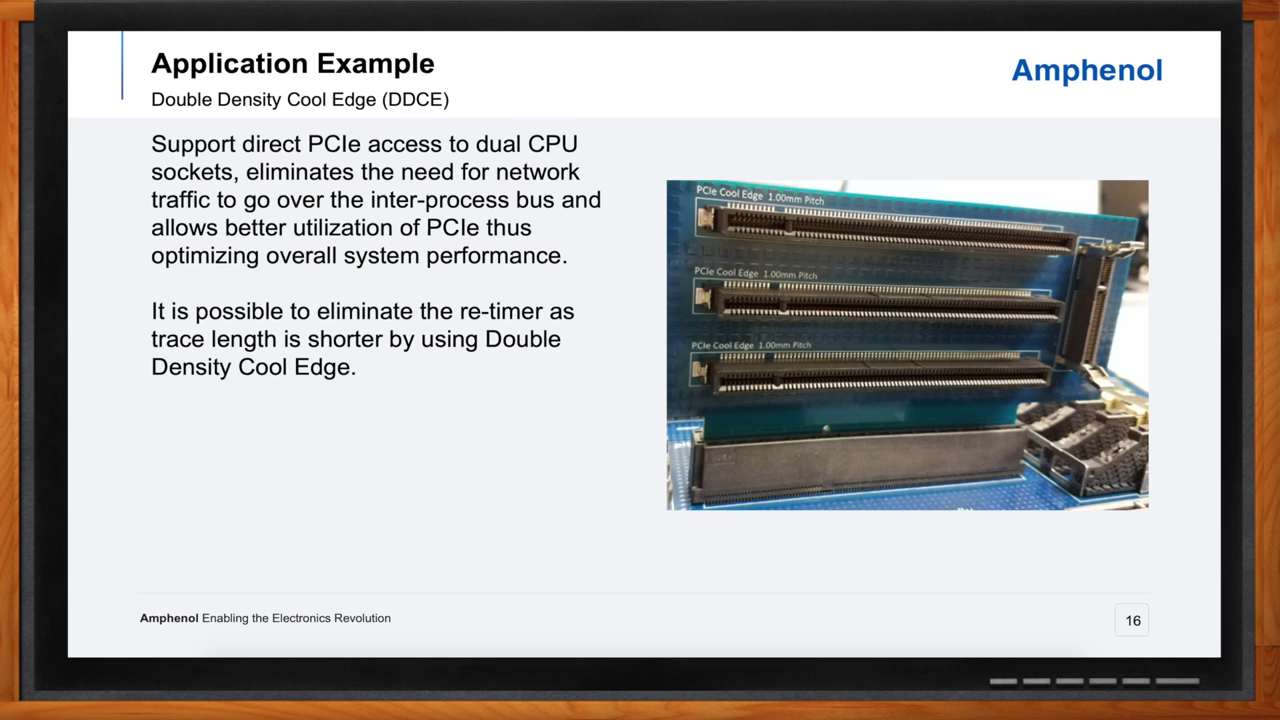 Application Example
Amphenol
Double Density Cool Edge (DDCE)
Support direct PCIe access to dual CPU
sockets, eliminates the need for network
traffic to go over the inter-process bus and
allows better utilization of PCIe thus
optimizing overall system performance.
It is possible to eliminate the re-timer as
trace length is shorter by using Double
Density Cool Edge.
PCIe Cool Edge 1.00mm Pitch
PCIe Cool Edge 1.00mm Pitch
PCIe Cool Edge 1.00mm Pitch
Amphenol Enabling the Electronics Revolution
16